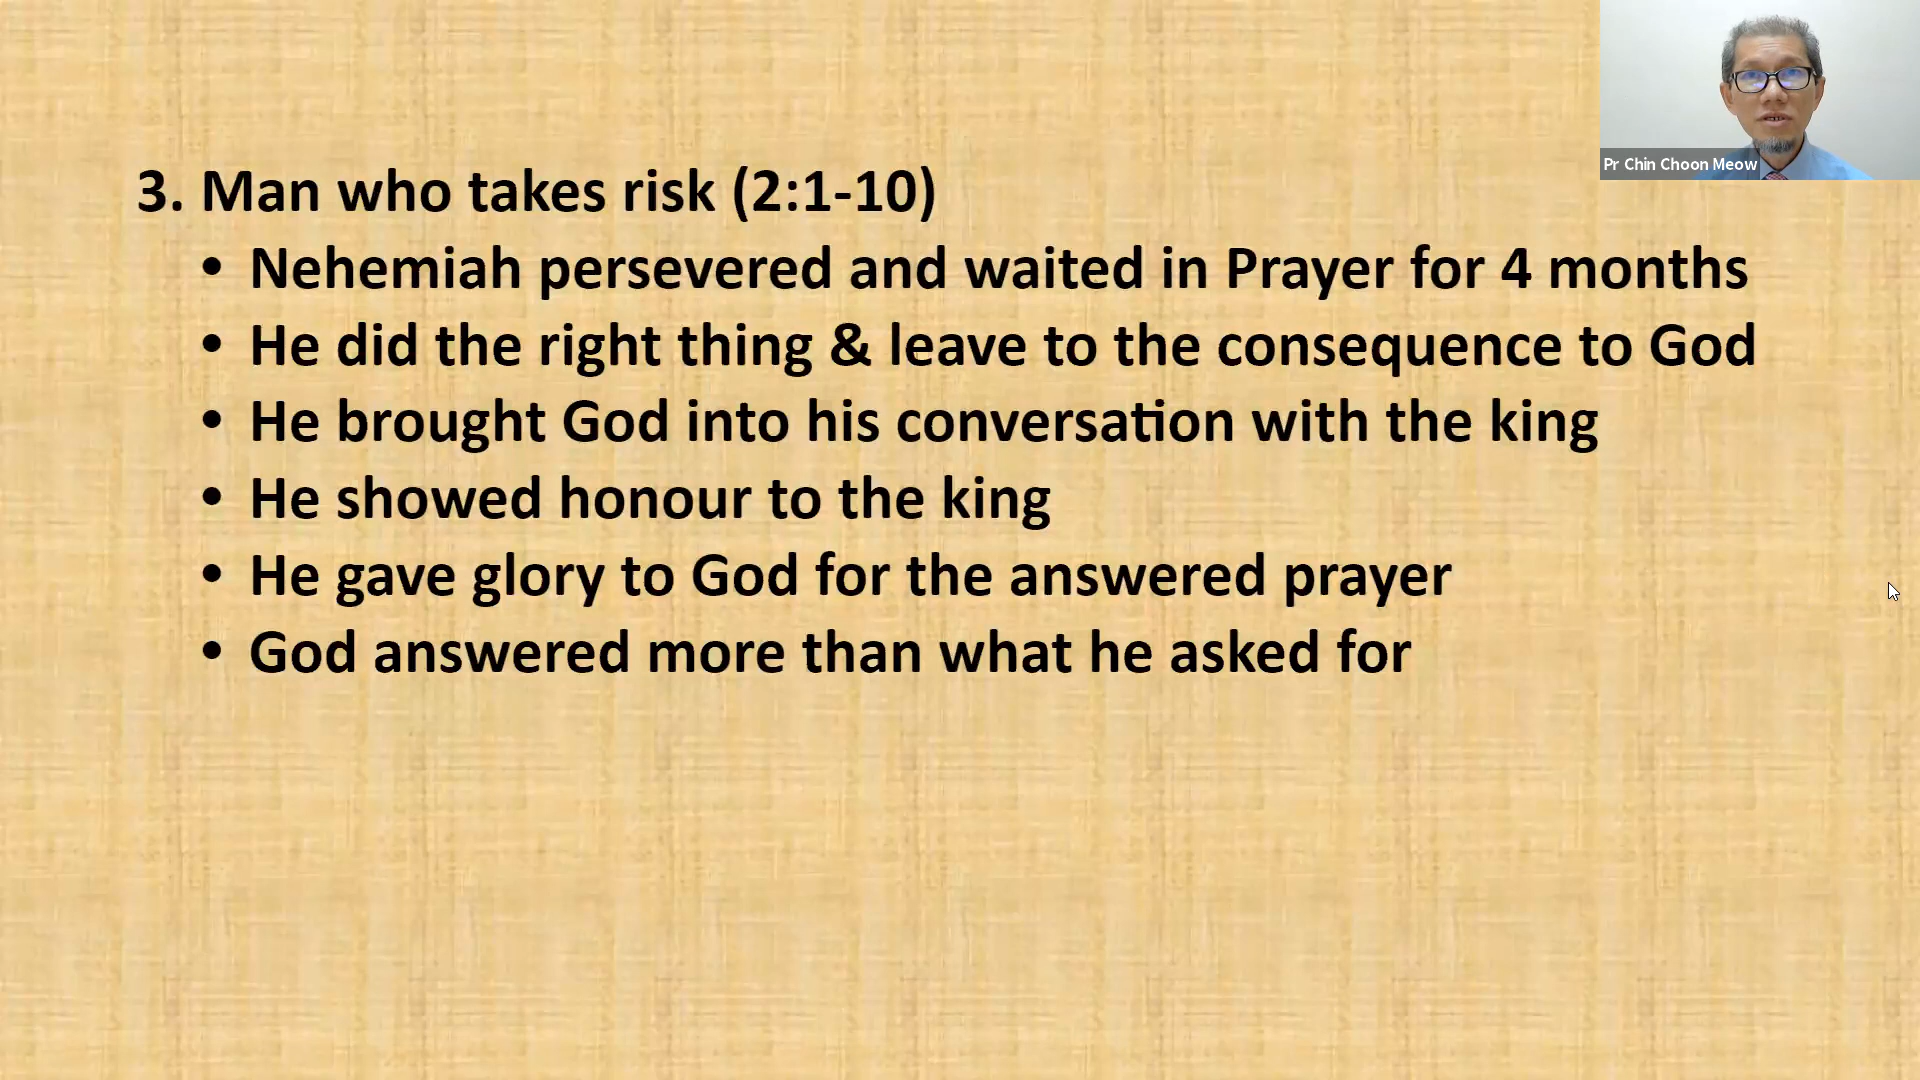 Pr Chin Choon Meow
3. Man who takes risk (2:1-10)
• Nehemiah persevered and waited in Prayer for 4 months
• He did the right thing & leave to the consequence to God
• He brought God into his conversation with the king
• He showed honour to the king
• He gave glory to God for the answered prayer
• God answered more than what he asked for